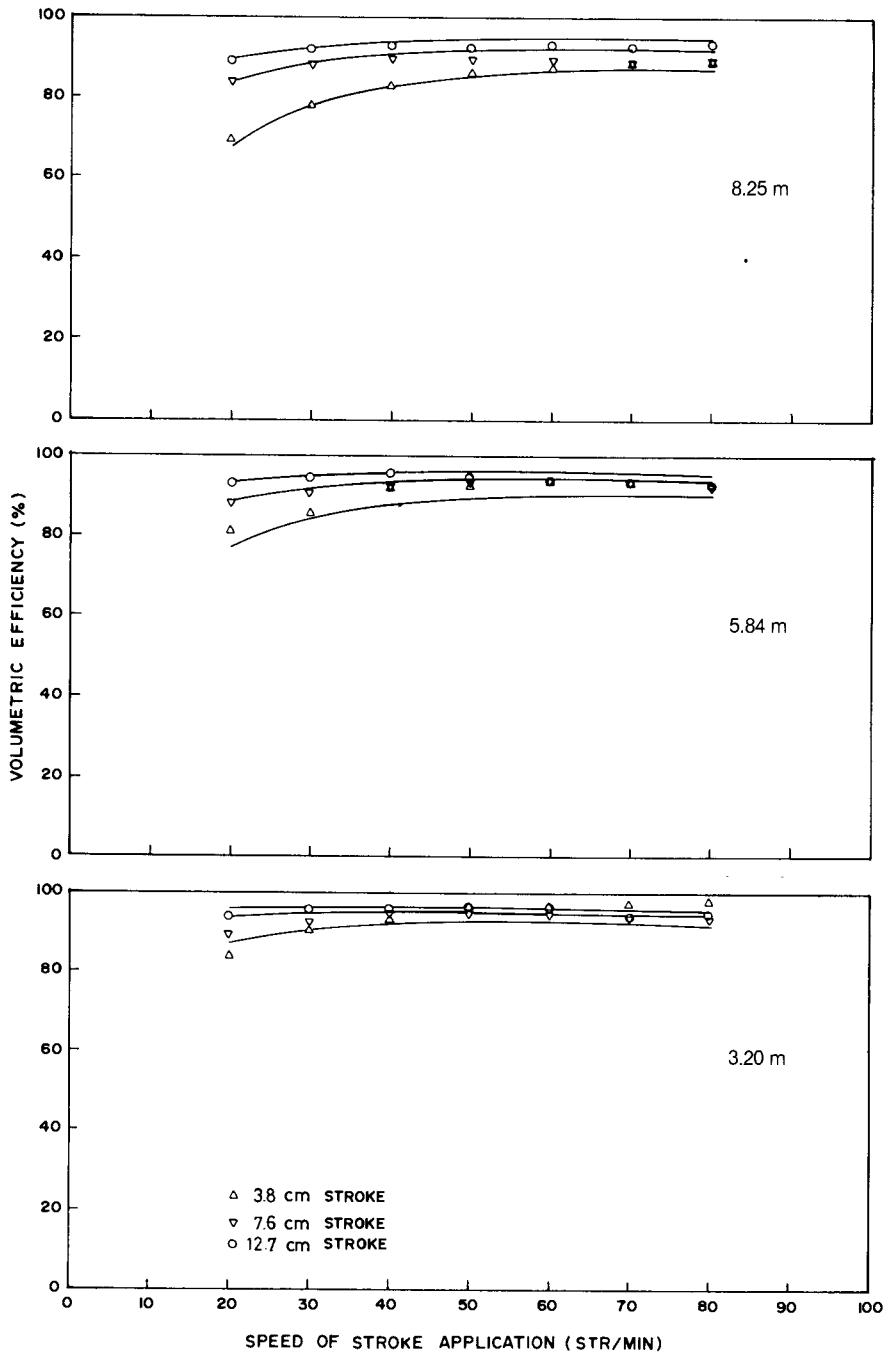 100
80
60
40
20
0
8.25 m
100
80
60
40
20
0
5.84 m
VOLUMETRIC EFFICIENCY (%)
100
80
60
40
20
0
3.20 m
△ 3.8 cm STROKE
▽ 7.6 cm STROKE
○ 12.7 cm STROKE
0 10 20 30 40 50 60 70 80 90 100
SPEED OF STROKE APPLICATION (STR/MIN)